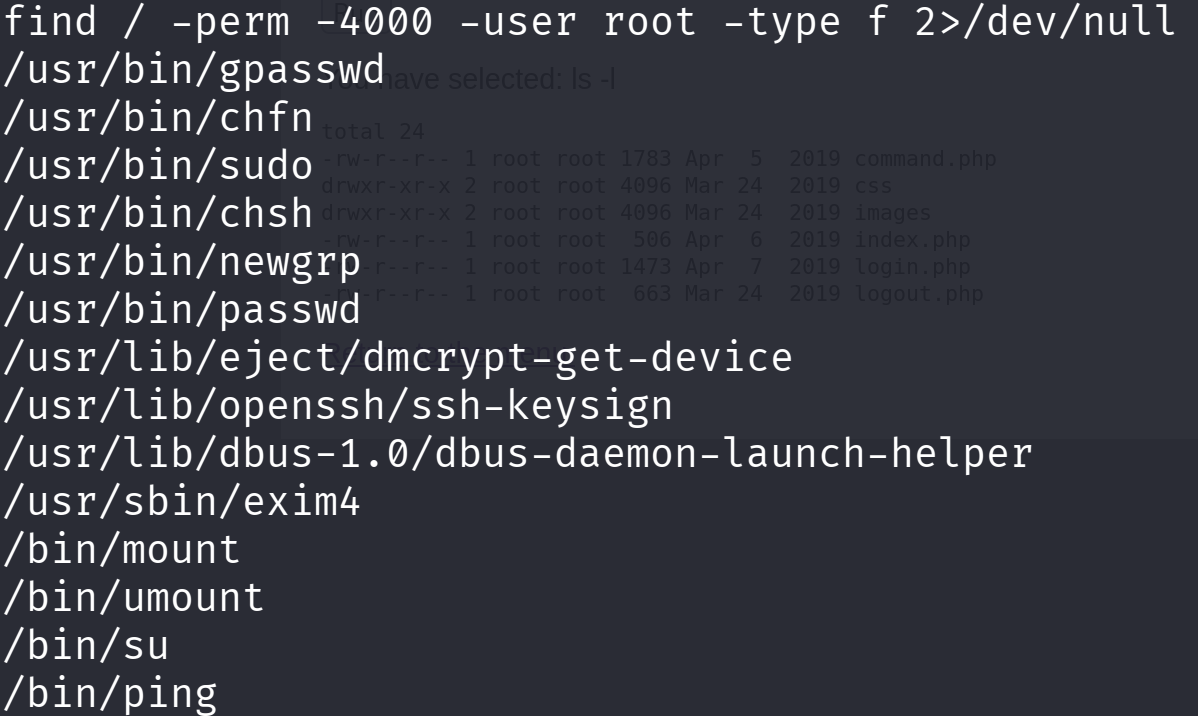 find / -perm -4000 -user root -type f 2>/dev/null
/usr/bin/gpasswd
/usr/bin/chfn
/usr/bin/sudo
/usr/bin/chsh
/usr/bin/newgrp
/usr/bin/passwd
/usr/lib/eject/dmcrypt-get-device
/usr/lib/openssh/ssh-keysign
/usr/lib/dbus-1.0/dbus-daemon-launch-helper
/usr/sbin/exim4
/bin/mount
/bin/umount
/bin/su
/bin/ping
You have selected: ls -l
total 24
-rw-r--r-- 1 root root 1783 Apr  5  2019 command.php
drwxr-xr-x 2 root root 4096 Mar 24  2019 css
drwxr-xr-x 2 root root 4096 Mar 24  2019 images
-rw-r--r-- 1 root root  506 Apr  6  2019 index.php
-rw-r--r-- 1 root root 1473 Apr  7  2019 login.php
-rw-r--r-- 1 root root  663 Mar 24  2019 logout.php